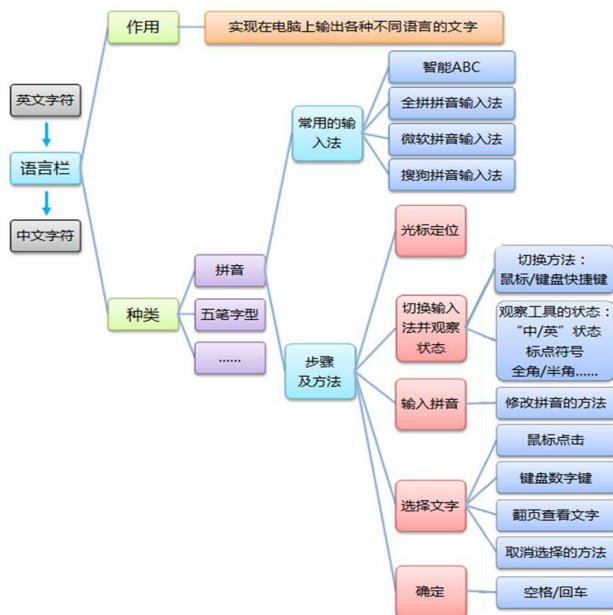 作用
实现在电脑上输出各种不同语言的文字
英文字符
语言栏
中文字符
种类
拼音
五笔字型
......
常用的输
入法
智能ABC
全拼拼音输入法
微软拼音输入法
搜狗拼音输入法
步骤
及方法
光标定位
切换输入
法并观察
状态
切换方法：
鼠标/键盘快捷键
观察工具的状态：
“中/英”状态
标点符号
全角/半角......
输入拼音
修改拼音的方法
选择文字
鼠标点击
键盘数字键
翻页查看文字
取消选择的方法
确定
空格/回车